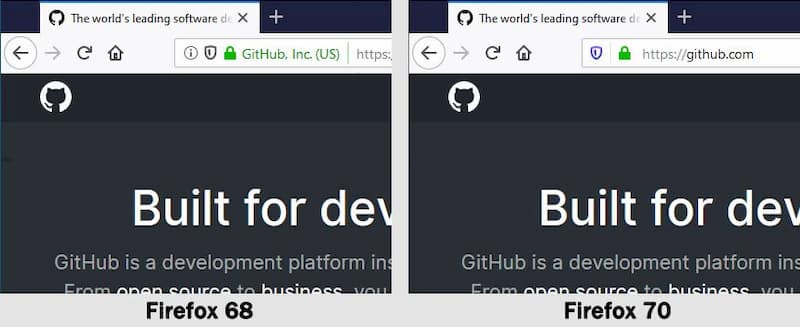 The world's leading software de
GitHub, Inc. (US) https:
Built for dev
GitHub is a development platform ins
From open source to business, you
Firefox 68
The world's leading software de
https://github.com
Built for dev
GitHub is a development platform ins
From open source to business, you
Firefox 70